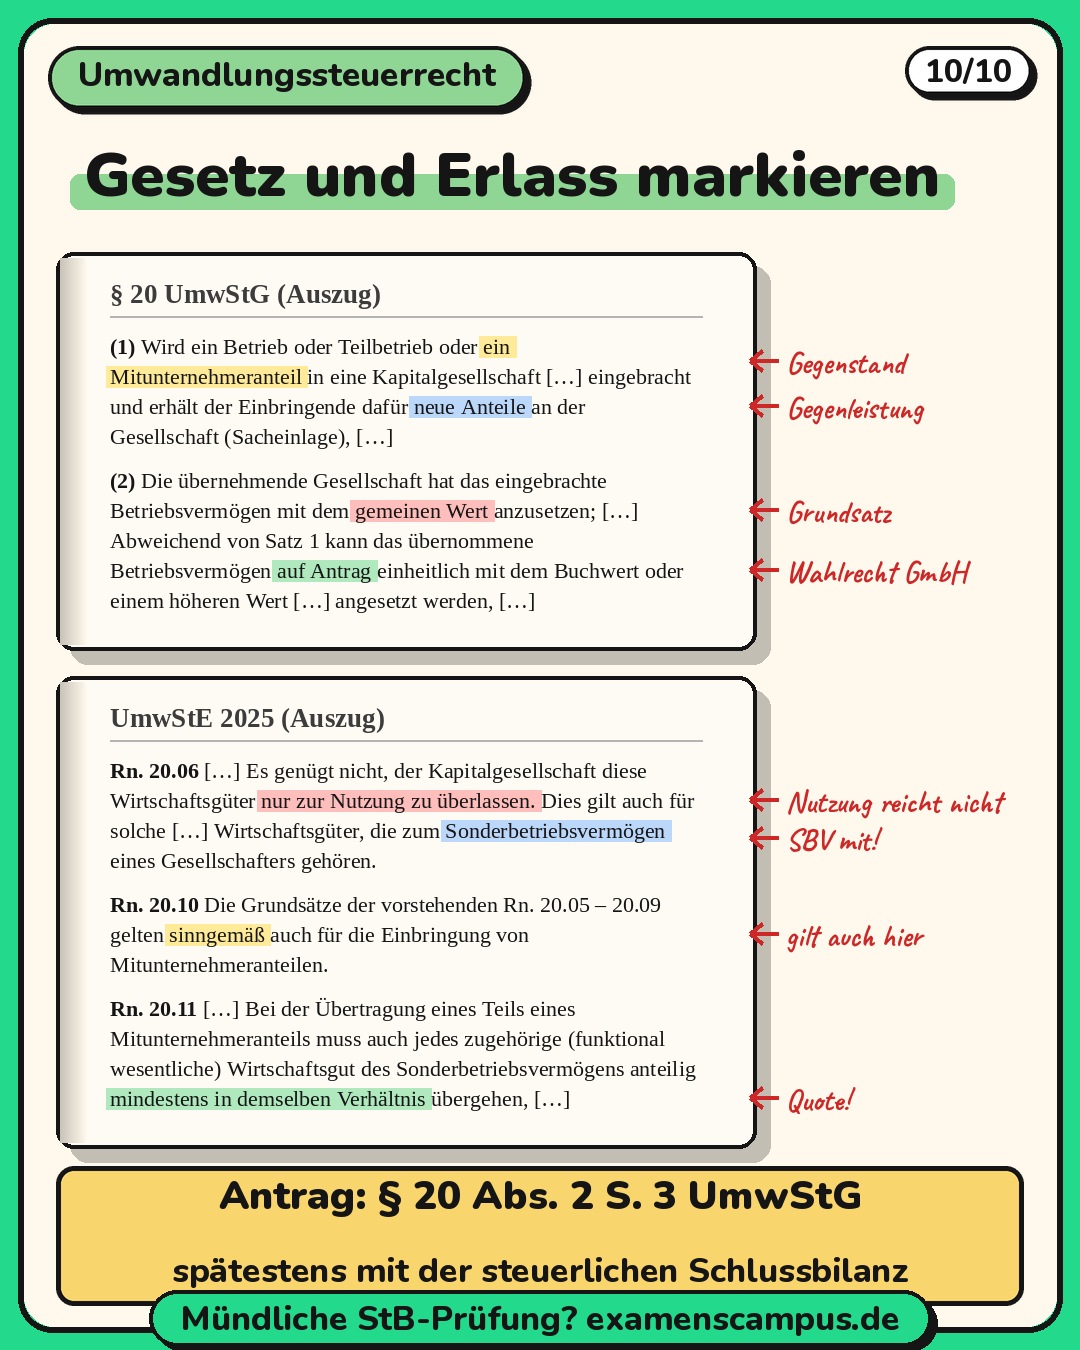 Umwandlungssteuerrecht
10/10
Gesetz und Erlass markieren
§ 20 UmwStG (Auszug)
(1) Wird ein Betrieb oder Teilbetrieb oder ein
Mitunternehmeranteil in eine Kapitalgesellschaft […] eingebracht
und erhält der Einbringende dafür neue Anteile an der
Gesellschaft (Sacheinlage), […]
Gegenstand
Gegenleistung
(2) Die übernehmende Gesellschaft hat das eingebrachte
Betriebsvermögen mit dem gemeinen Wert anzusetzen; […]
Abweichend von Satz 1 kann das übernommene
Betriebsvermögen auf Antrag einheitlich mit dem Buchwert oder
einem höheren Wert […] angesetzt werden, […]
Grundsatz
Wahlrecht GmbH
UmwStE 2025 (Auszug)
Rn. 20.06 […] Es genügt nicht, der Kapitalgesellschaft diese
Wirtschaftsgüter nur zur Nutzung zu überlassen. Dies gilt auch für
solche […] Wirtschaftsgüter, die zum Sonderbetriebsvermögen
eines Gesellschafters gehören.
Nutzung reicht nicht
SBV mit!
Rn. 20.10 Die Grundsätze der vorstehenden Rn. 20.05 – 20.09
gelten sinngemäß auch für die Einbringung von
Mitunternehmeranteilen.
gilt auch hier
Rn. 20.11 […] Bei der Übertragung eines Teils eines
Mitunternehmeranteils muss auch jedes zugehörige (funktional
wesentliche) Wirtschaftsgut des Sonderbetriebsvermögens anteilig
mindestens in demselben Verhältnis übergehen, […]
Quote!
Antrag: § 20 Abs. 2 S. 3 UmwStG
spätestens mit der steuerlichen Schlussbilanz
Mündliche StB-Prüfung? examenscampus.de